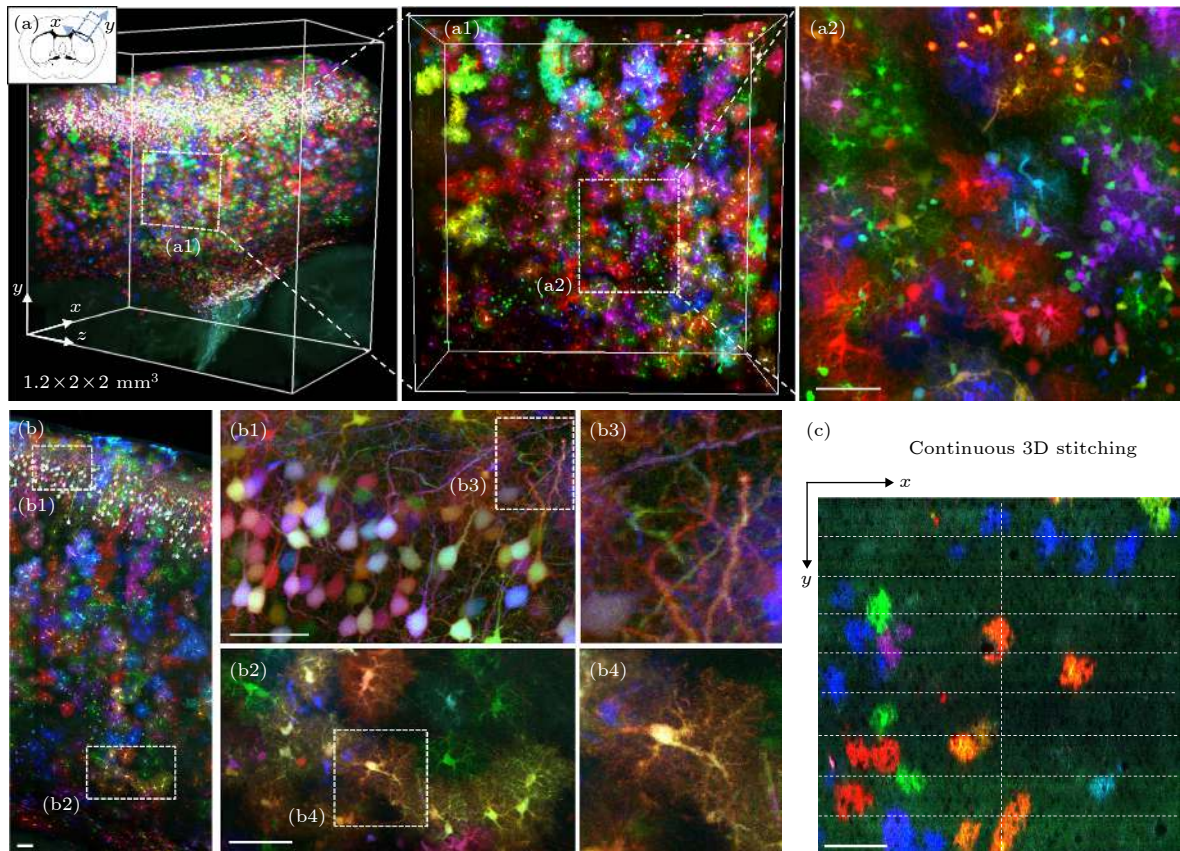 (a)
x
y
(a1)
y
x
z
1.2×2×2 mm³
(a1)
(a2)
(a2)
(b)
(b1)
(b2)
(b1)
(b3)
(b3)
(b2)
(b4)
(b4)
(c)
Continuous 3D stitching
x
y